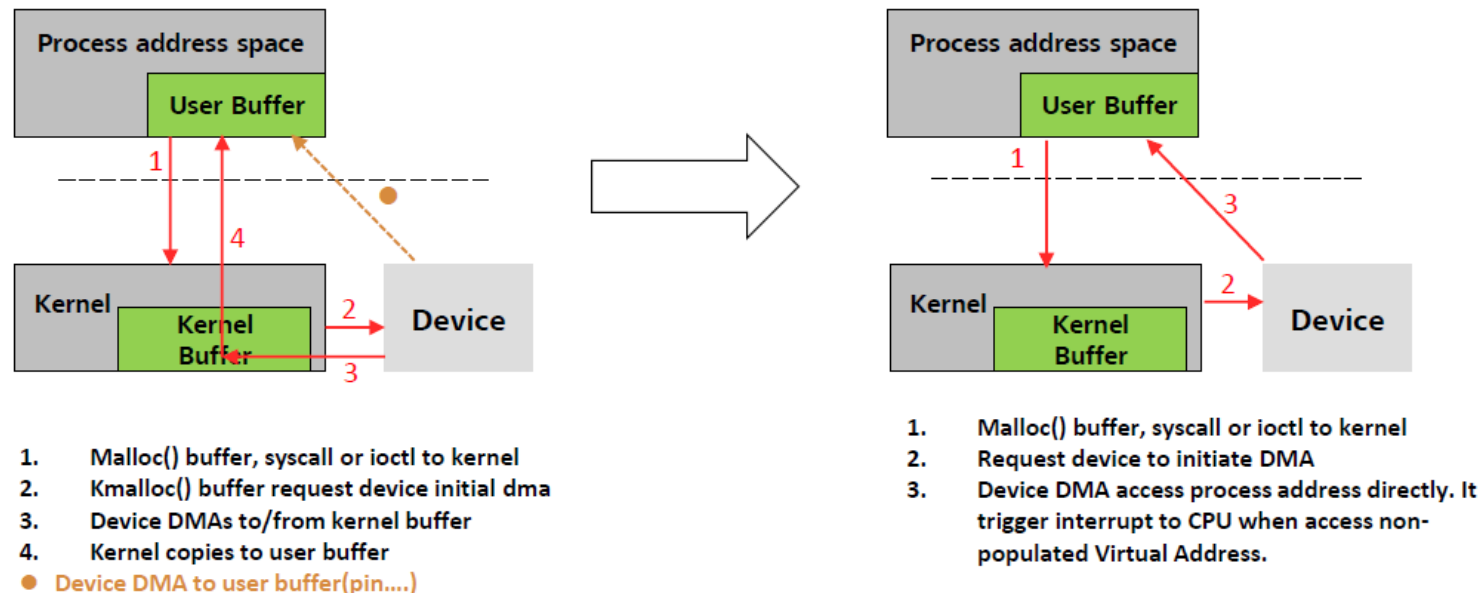 Process address space
User Buffer
1
4
Kernel
Kernel
Buffer
2
3
Device
1. Malloc() buffer, syscall or ioctl to kernel
2. Kmalloc() buffer request device initial dma
3. Device DMAs to/from kernel buffer
4. Kernel copies to user buffer
● Device DMA to user buffer(pin....)
Process address space
User Buffer
1
3
Kernel
Kernel
Buffer
2
Device
1. Malloc() buffer, syscall or ioctl to kernel
2. Request device to initiate DMA
3. Device DMA access process address directly. It
trigger interrupt to CPU when access non-
populated Virtual Address.